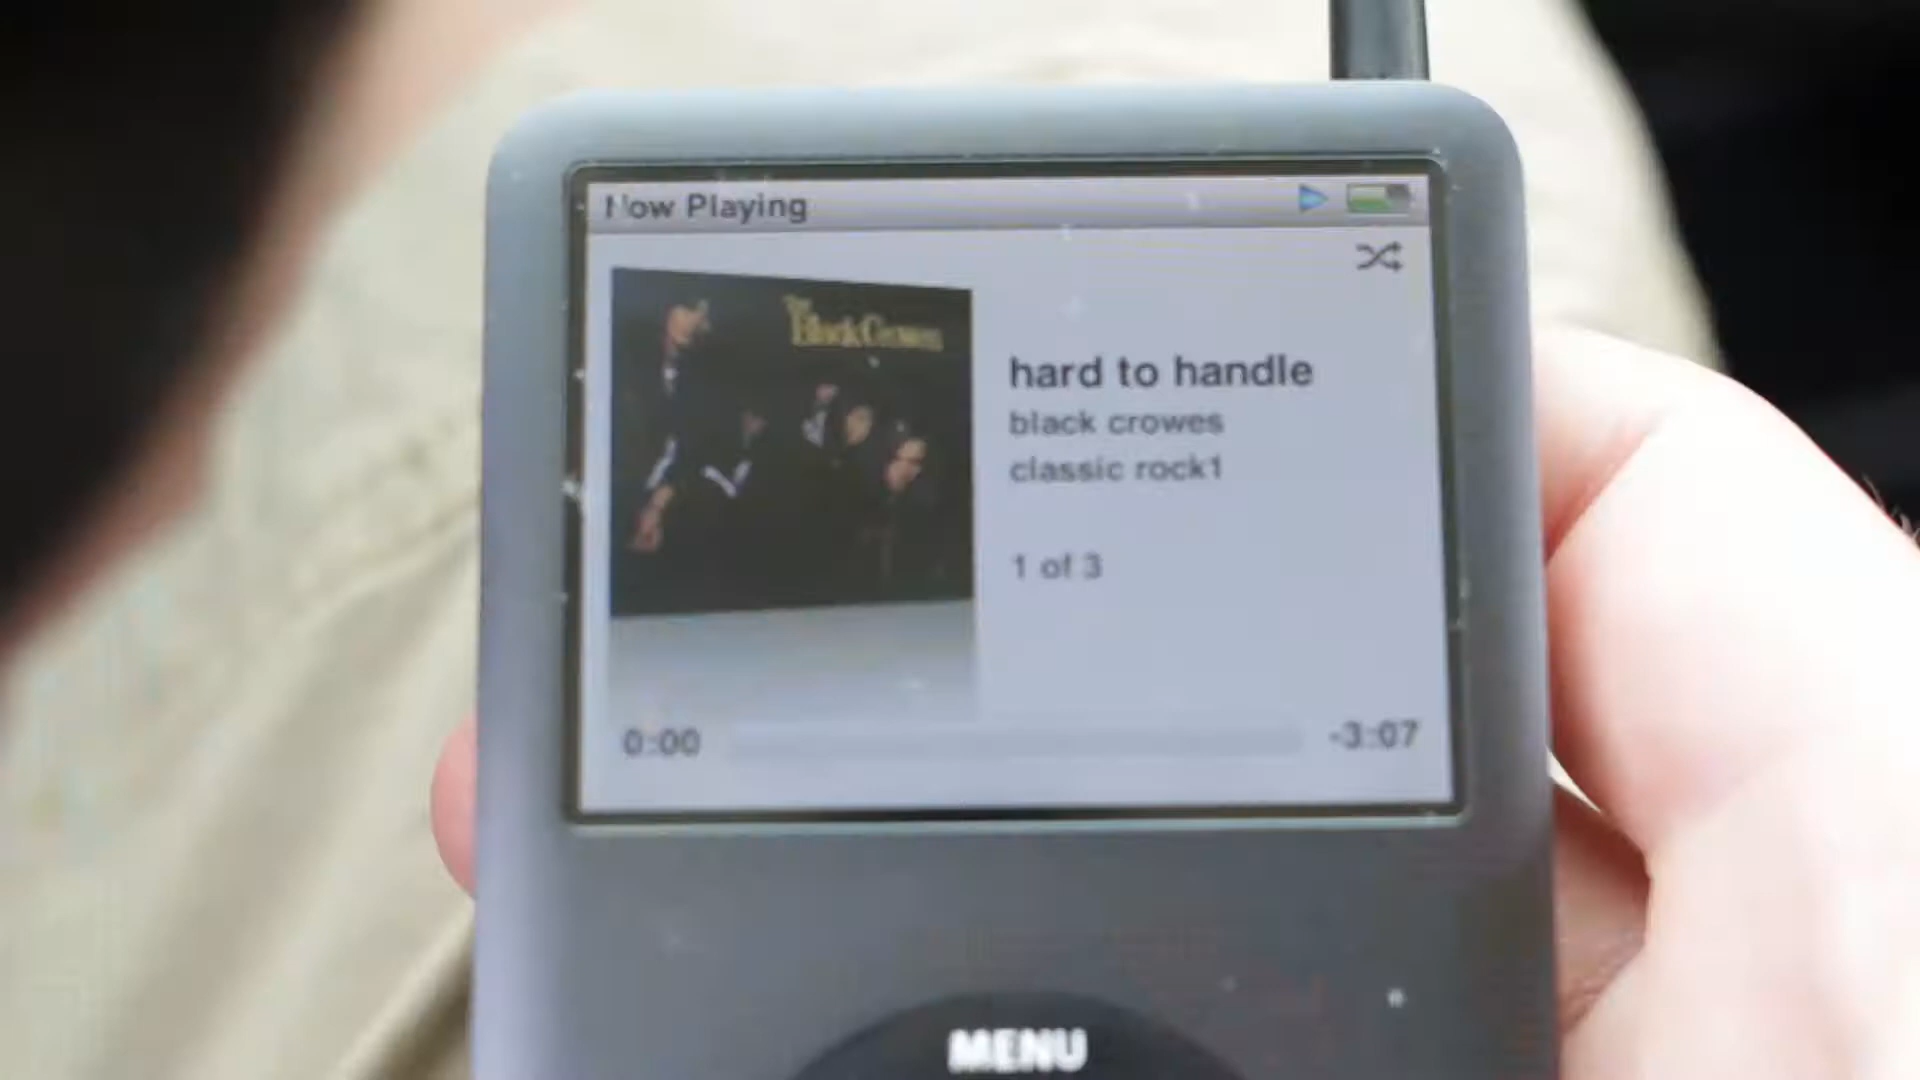 Now Playing
The
Black Crowes
hard to handle
black crowes
classic rock1
1 of 3
0:00
-3:07
MENU